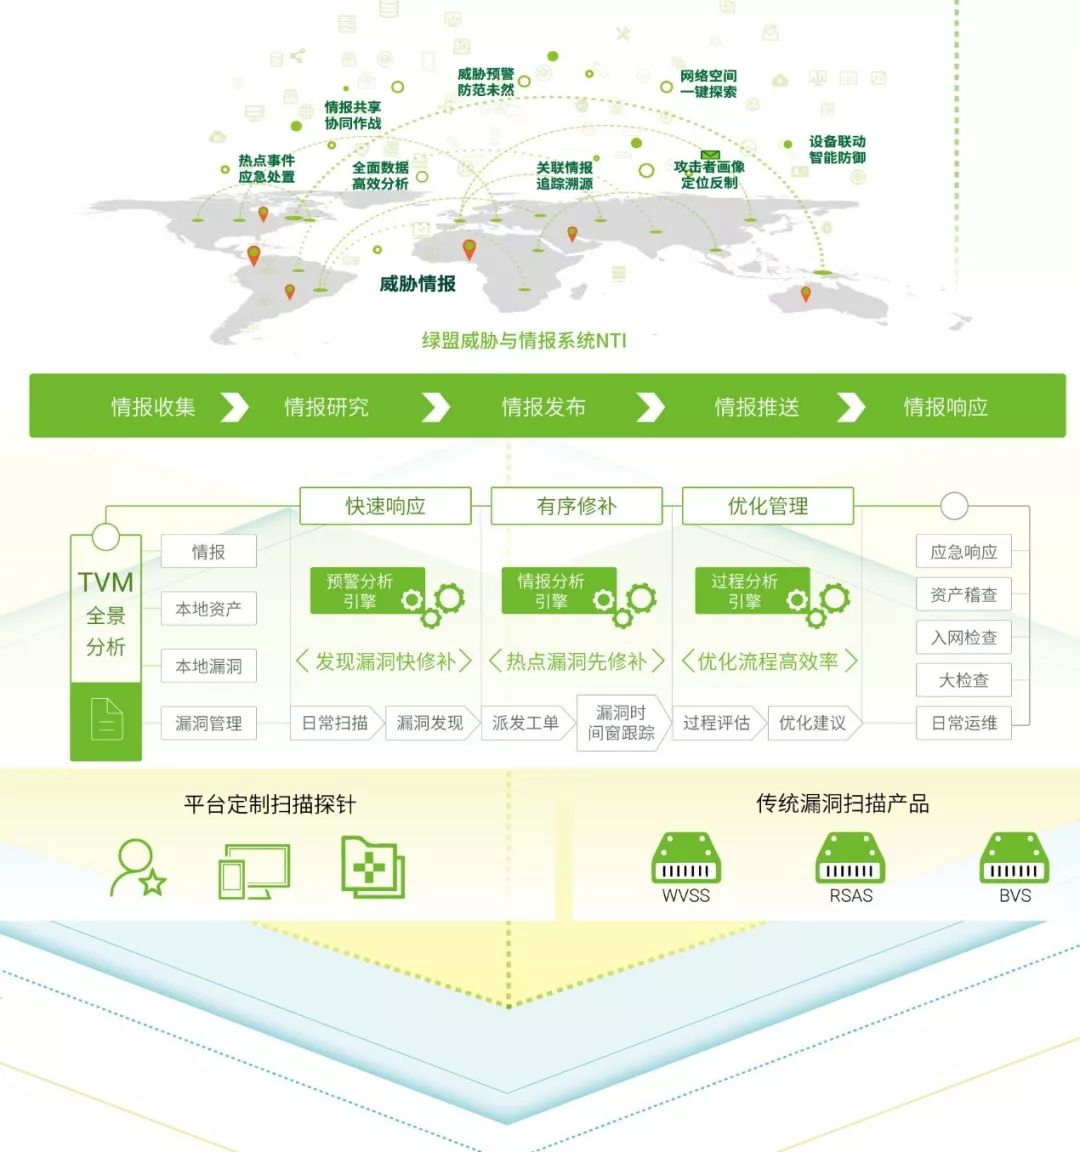 威胁预警
防范未然
网络空间
一键探索
情报共享
协同作战
设备联动
智能防御
热点事件
应急处置
全面数据
高效分析
关联情报
追踪溯源
攻击者画像
定位反制
威胁情报
绿盟威胁与情报系统NTI
情报收集
情报研究
情报发布
情报推送
情报响应
快速响应
有序修补
优化管理
TVM
全景
分析
情报
本地资产
本地漏洞
漏洞管理
预警分析
引擎
情报分析
引擎
过程分析
引擎
发现漏洞快修补
热点漏洞先修补
优化流程高效率
日常扫描
漏洞发现
派发工单
漏洞时
间窗跟踪
过程评估
优化建议
应急响应
资产稽查
入网检查
大检查
日常运维
平台定制扫描探针
传统漏洞扫描产品
WVSS
RSAS
BVS